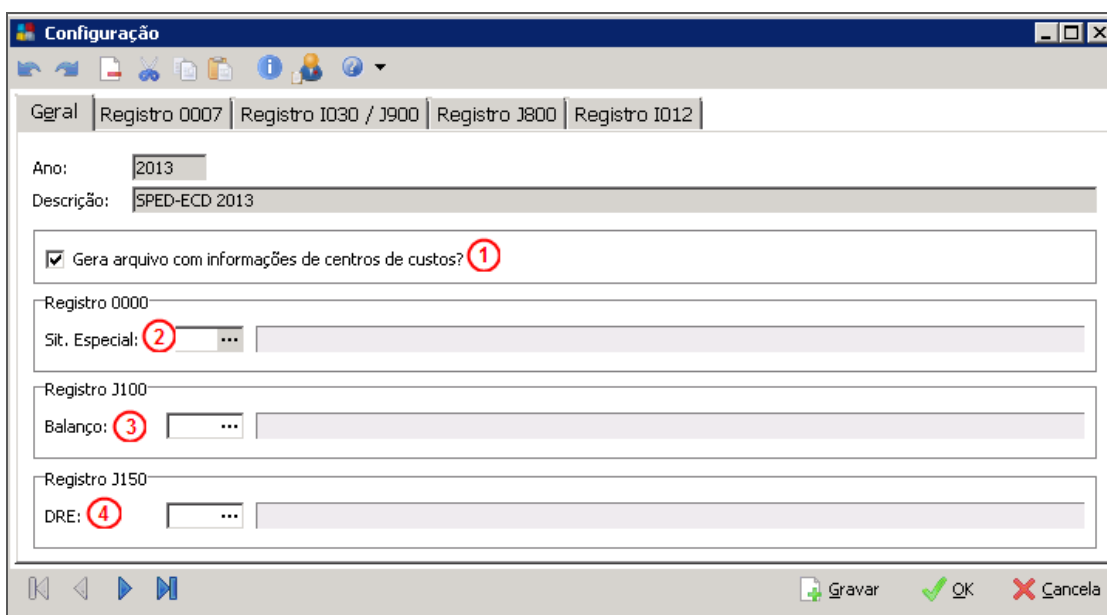 Configuração
Geral Registro 0007 Registro I030 / J900 Registro J800 Registro I012
Ano: 2013
Descrição: SPED-ECD 2013
Gera arquivo com informações de centros de custos? 1
Registro 0000
Sit. Especial: 2 ...
Registro J100
Balanço: 3 ...
Registro J150
DRE: 4 ...
Gravar OK Cancela